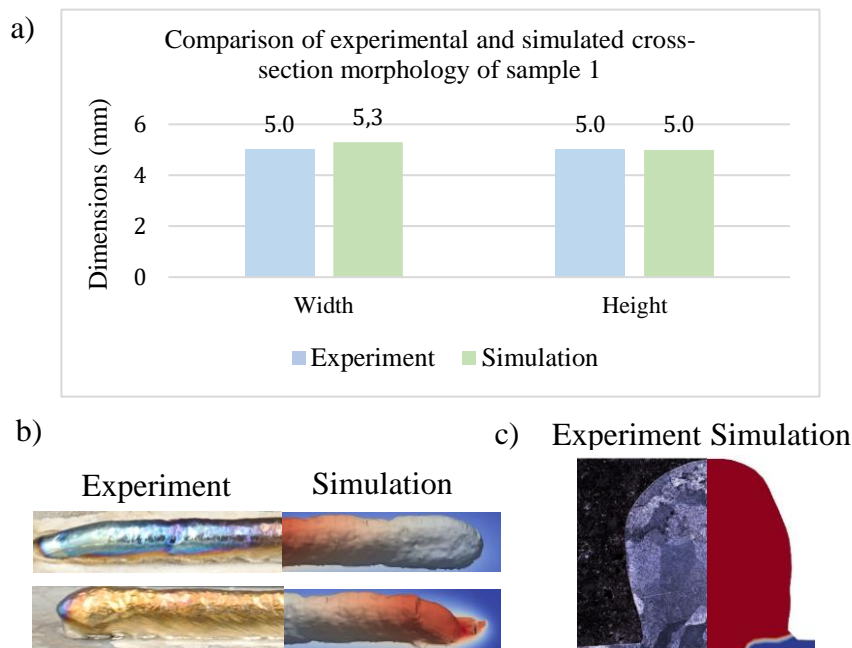 a)
Comparison of experimental and simulated cross-
section morphology of sample 1
Dimensions (mm)
6
4
2
0
5.0
5,3
5.0
5.0
Width
Height
Experiment
Simulation
b)
Experiment
Simulation
c)
Experiment Simulation